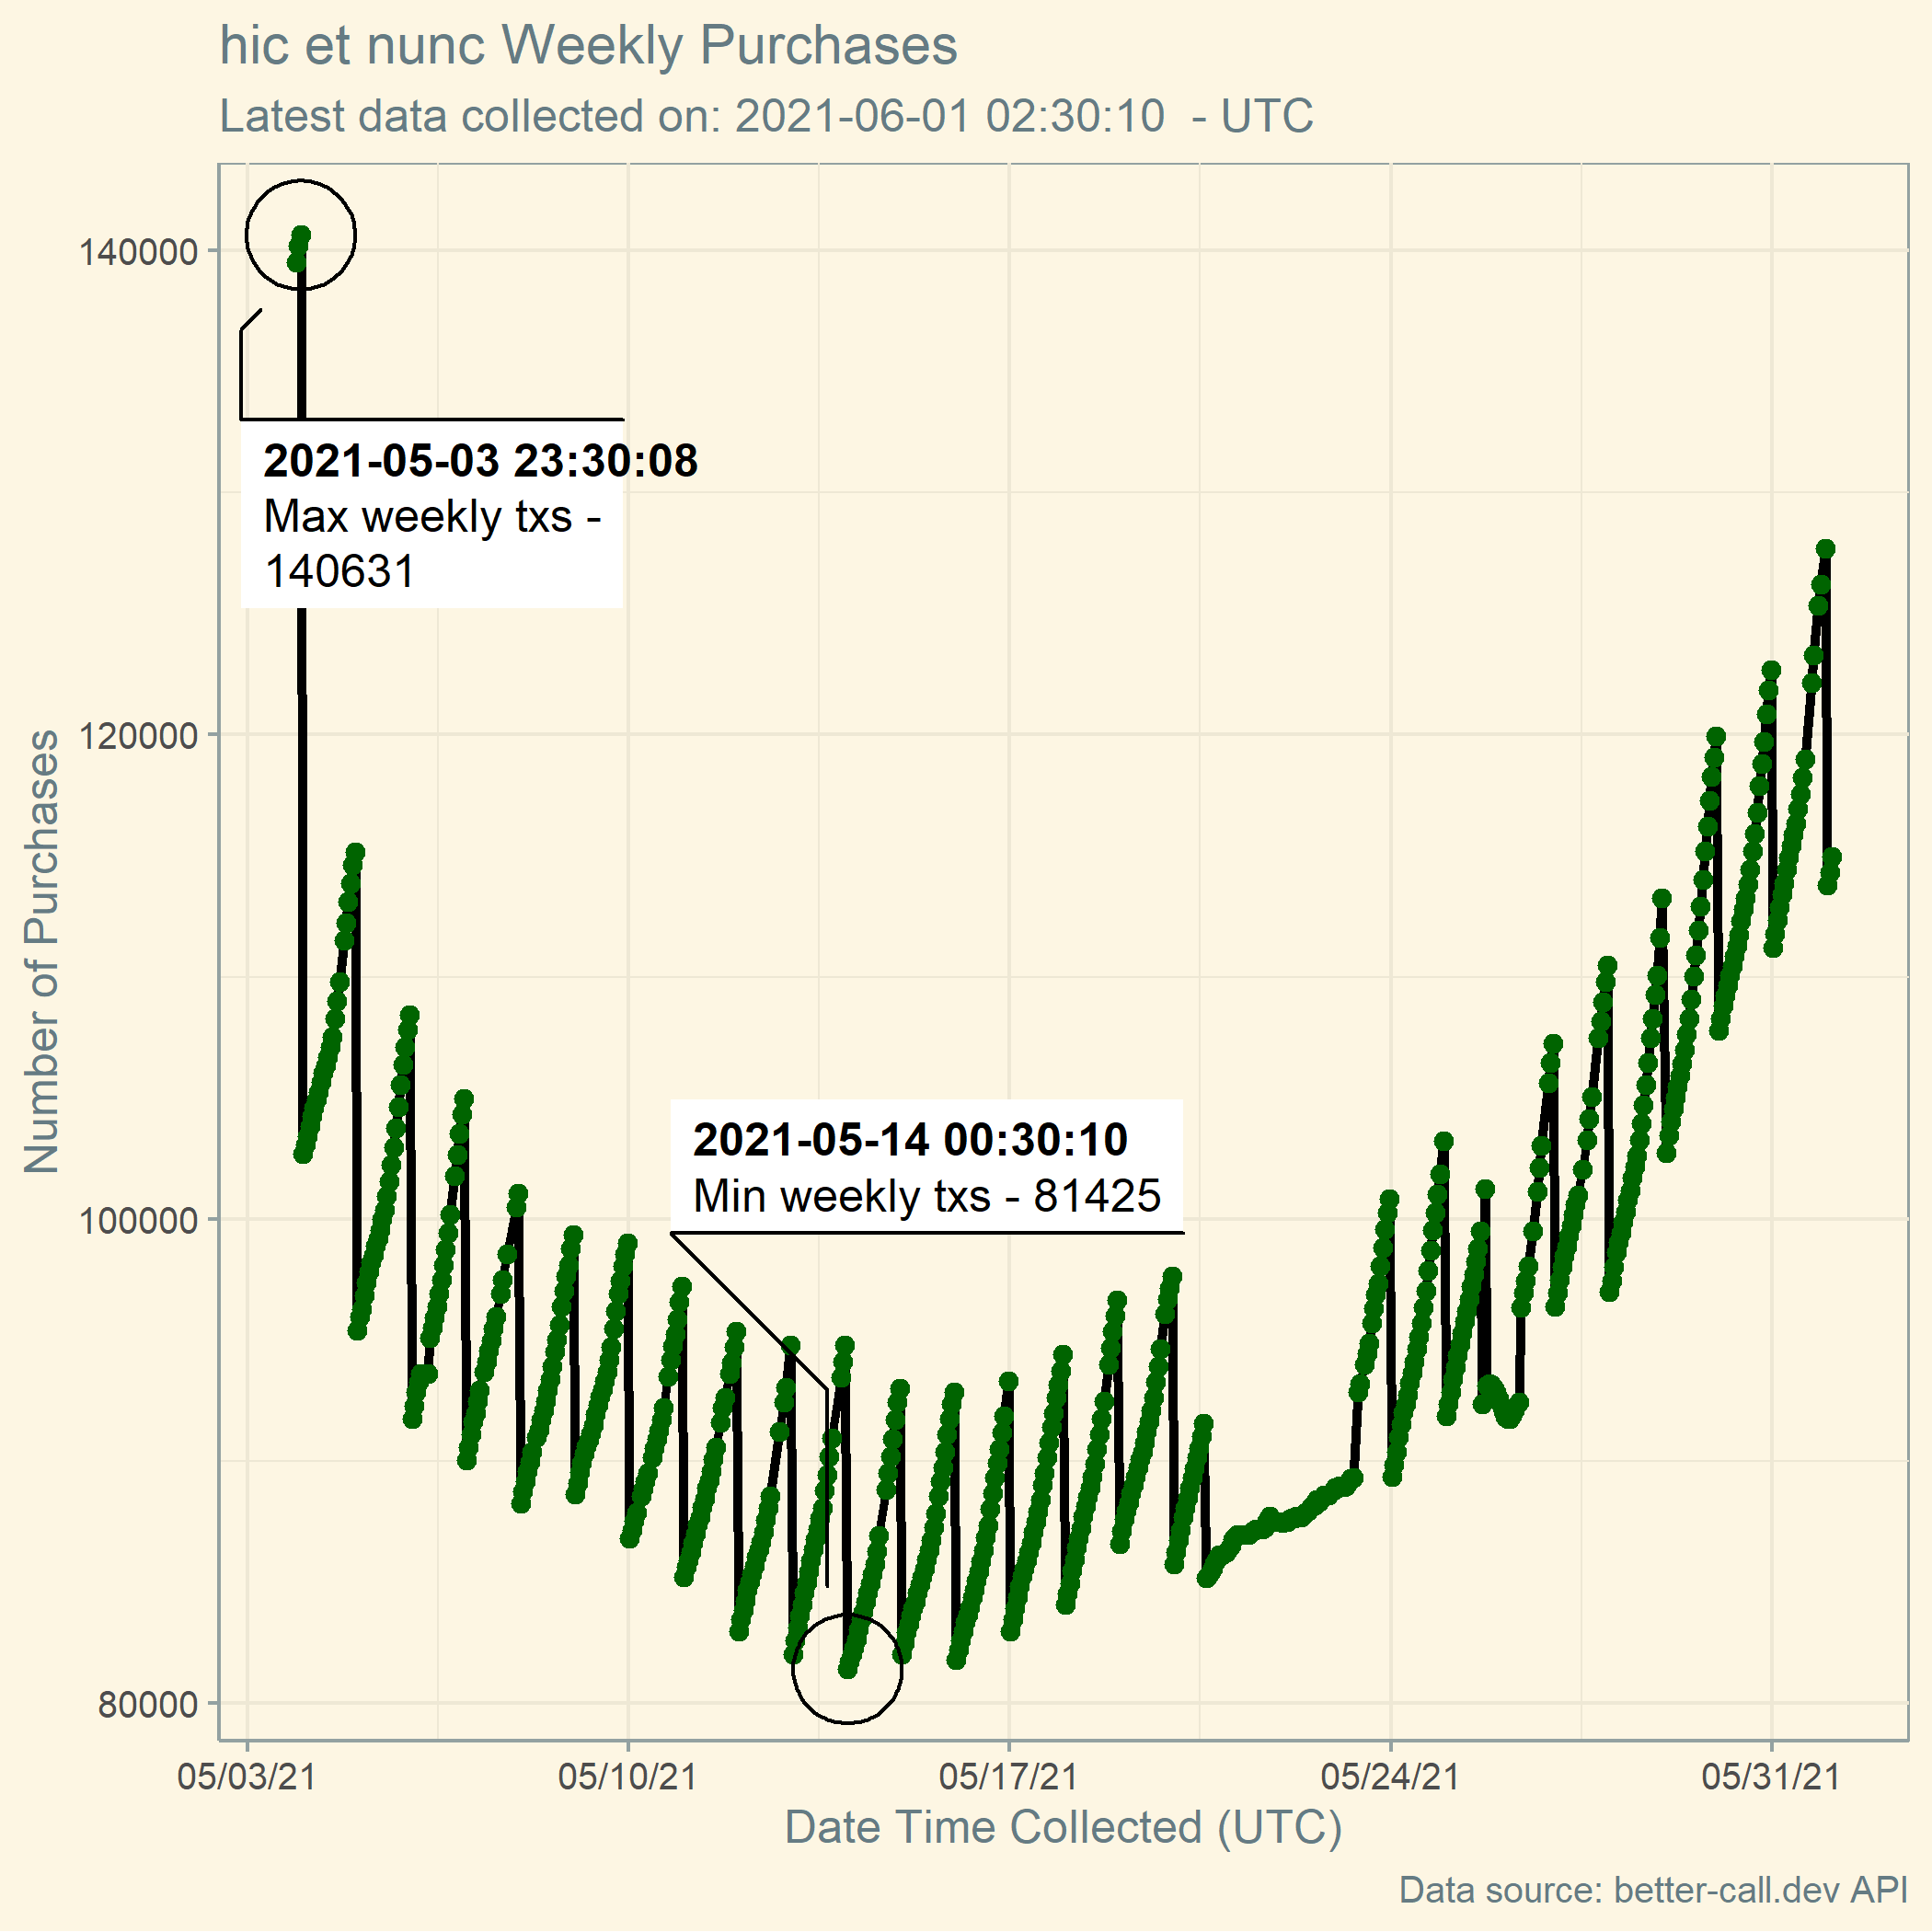 hic et nunc Weekly Purchases
Latest data collected on: 2021-06-01 02:30:10  - UTC
140000
120000
100000
80000
Number of Purchases
2021-05-03 23:30:08
Max weekly txs -
140631
2021-05-14 00:30:10
Min weekly txs - 81425
05/03/21
05/10/21
05/17/21
05/24/21
05/31/21
Date Time Collected (UTC)
Data source: better-call.dev API